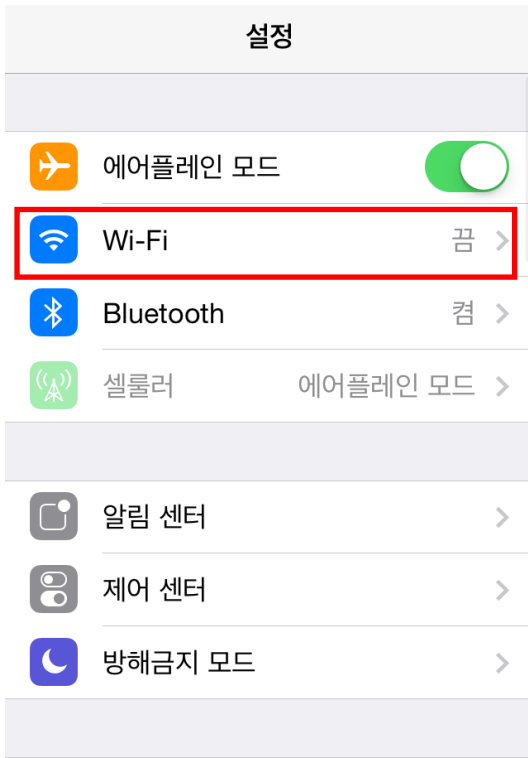 설정
에어플레인 모드
Wi-Fi 끔
Bluetooth 켬
셀룰러 에어플레인 모드
알림 센터
제어 센터
방해금지 모드